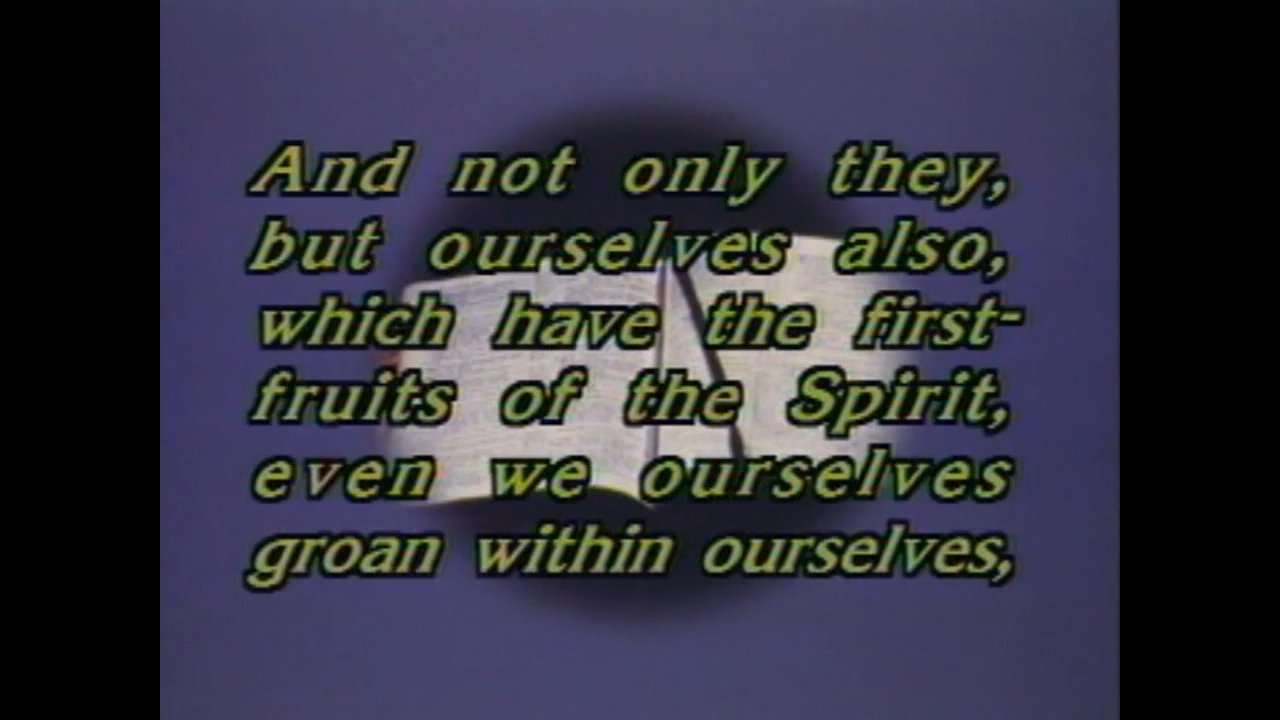 And not only they,
but ourselves also,
which have the first-
fruits of the Spirit,
even we ourselves
groan within ourselves,